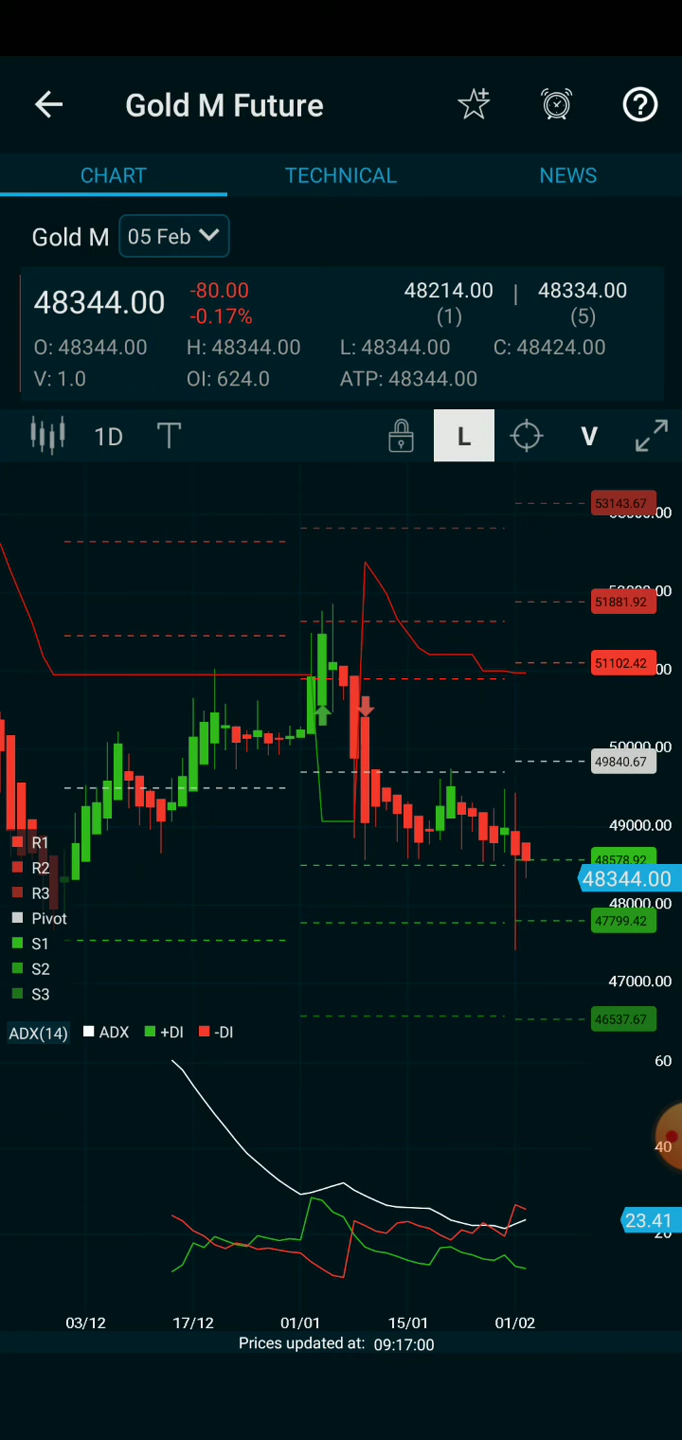 Gold M Future
CHART TECHNICAL NEWS
Gold M 05 Feb
48344.00 -80.00 -0.17% 48214.00 (1) | 48334.00 (5)
O: 48344.00 H: 48344.00 L: 48344.00 C: 48424.00
V: 1.0 OI: 624.0 ATP: 48344.00
1D T L V
53143.67
51881.92
51102.42
50000.00
49840.67
49000.00
48578.92
48344.00
48000.00
47799.42
47000.00
46537.67
R1
R2
R3
Pivot
S1
S2
S3
ADX(14) ADX +DI -DI
60
40
23.41
20
03/12 17/12 01/01 15/01 01/02
Prices updated at: 09:17:00